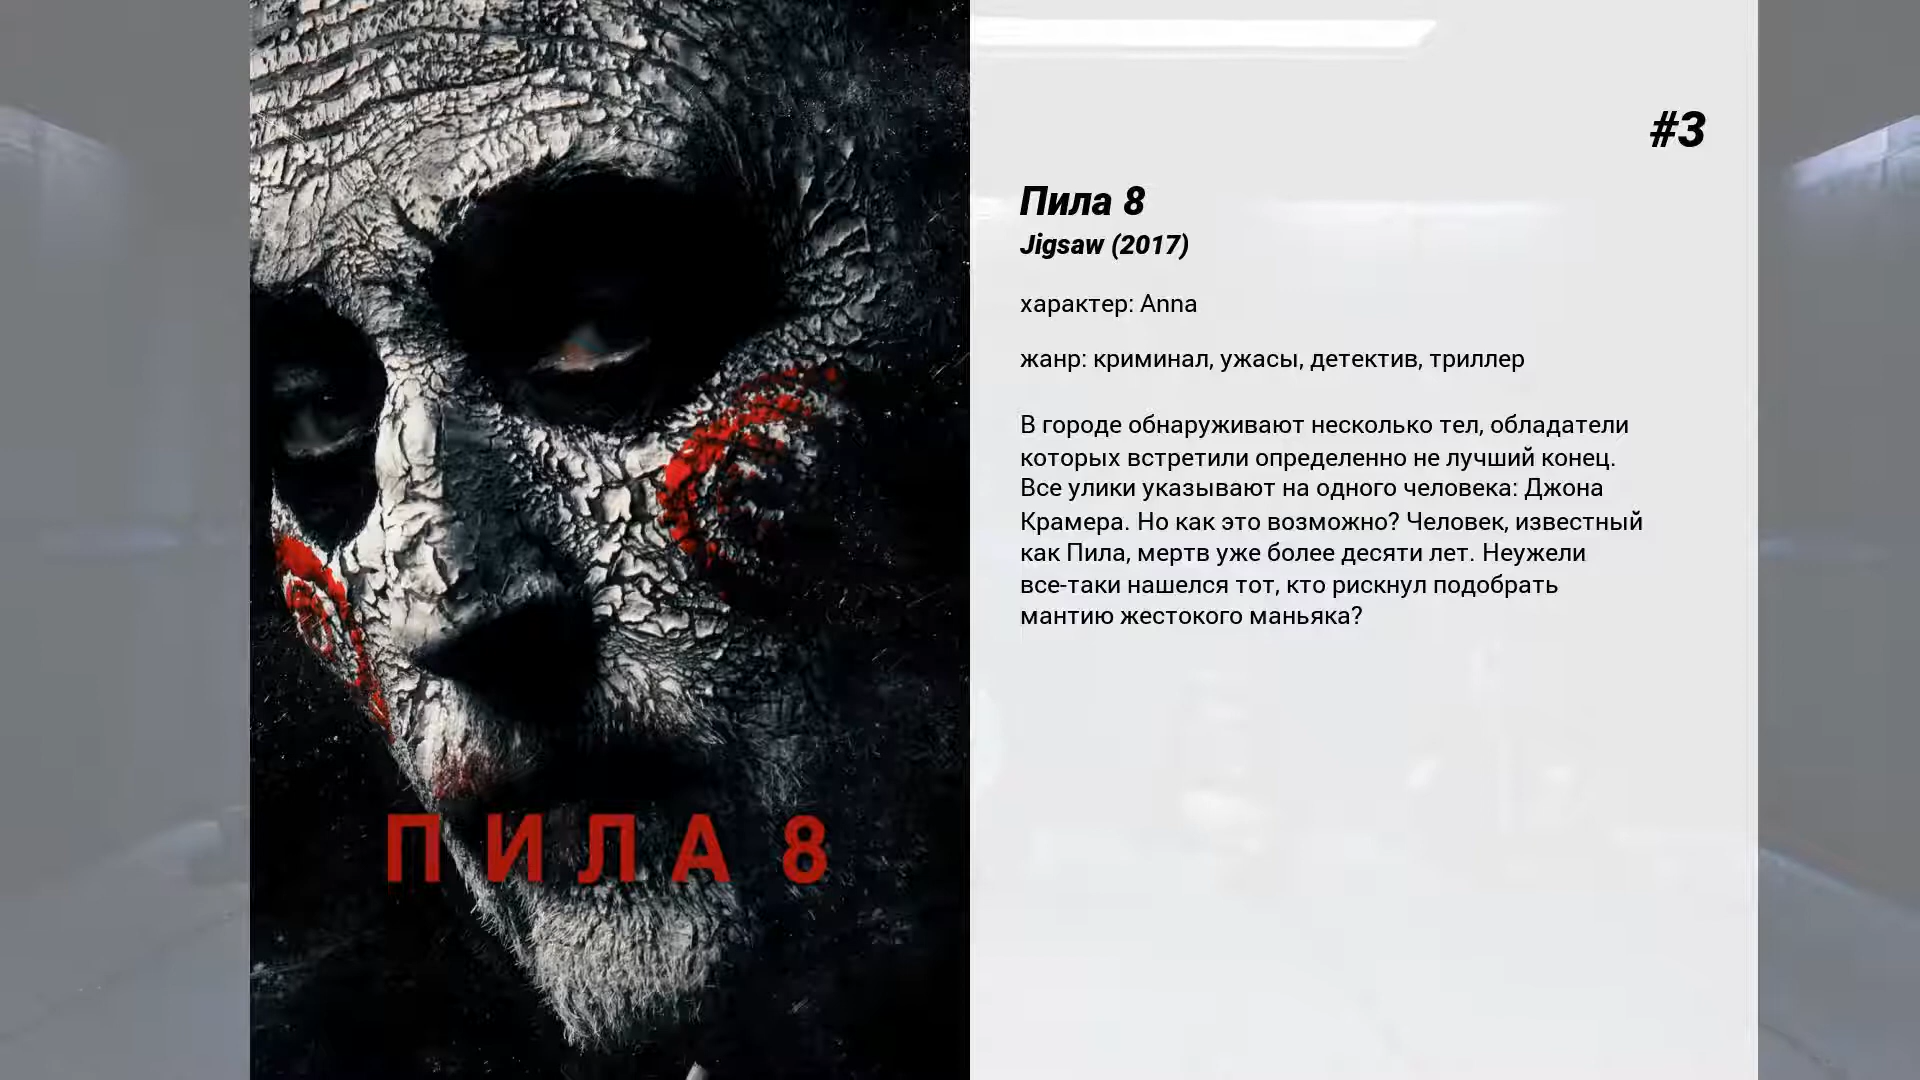 ПИЛА 8
#3
Пила 8
Jigsaw (2017)
характер: Anna
жанр: криминал, ужасы, детектив, триллер
В городе обнаруживают несколько тел, обладатели
которых встретили определенно не лучший конец.
Все улики указывают на одного человека: Джона
Крамера. Но как это возможно? Человек, известный
как Пила, мертв уже более десяти лет. Неужели
все-таки нашелся тот, кто рискнул подобрать
мантию жестокого маньяка?